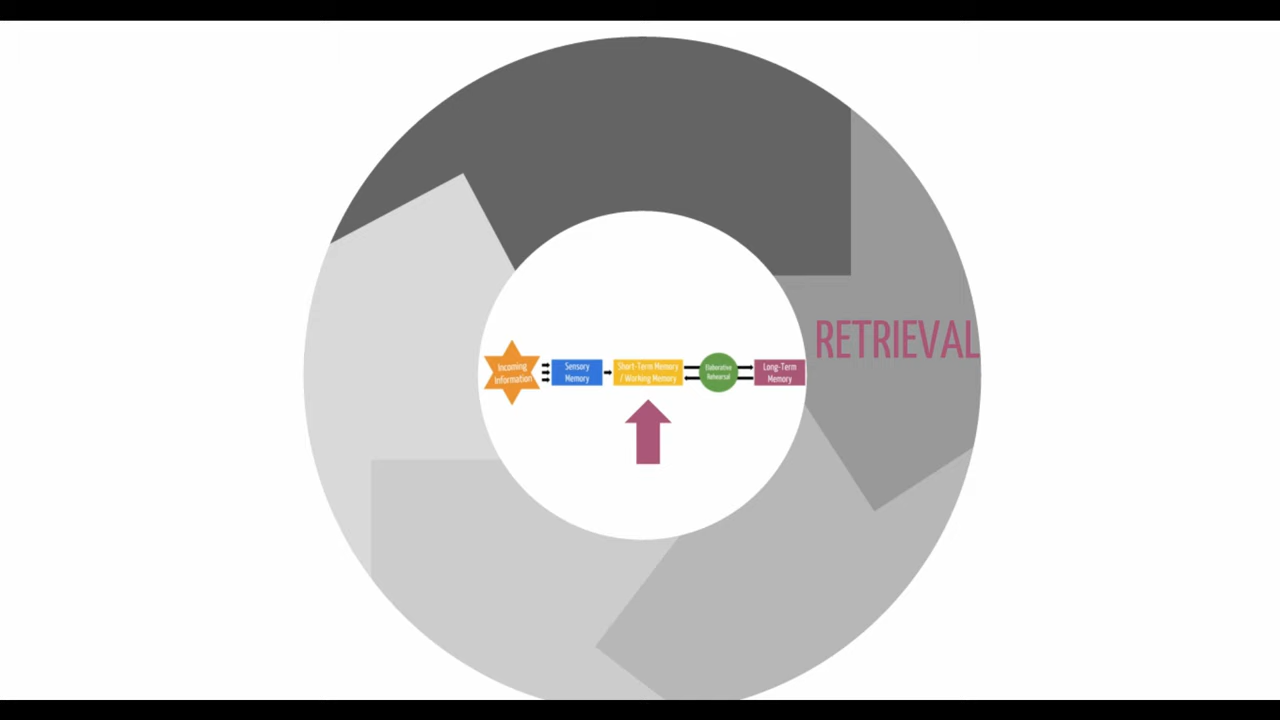 RETRIEVAL
Incoming
Information
Sensory
Memory
Short-Term Memory
/ Working Memory
Elaborative
Rehearsal
Long-Term
Memory